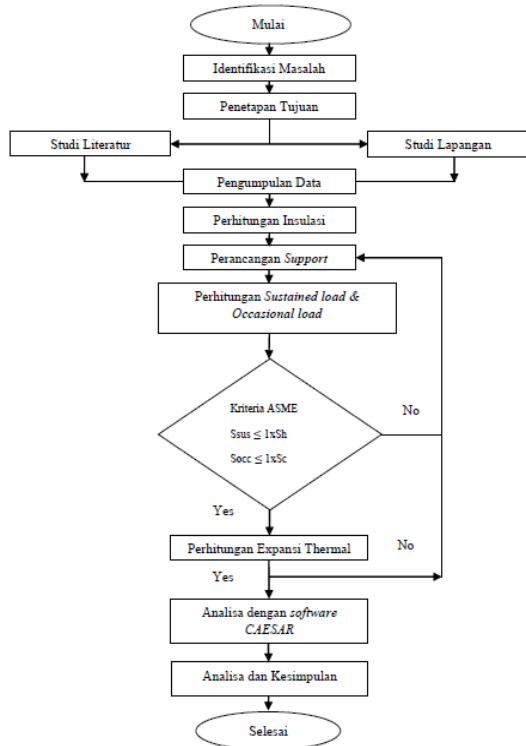 Mulai
Identifikasi Masalah
Penetapan Tujuan
Studi Literatur
Studi Lapangan
Pengumpulan Data
Perhitungan Insulasi
Perancangan Support
Perhitungan Sustained load &
Occasional load
Kriteria ASME
No
Ssus ≤ 1xSh
Socc ≤ 1xSc
Yes
Perhitungan Expansi Thermal
No
Yes
Analisa dengan software
CAESAR
Analisa dan Kesimpulan
Selesai